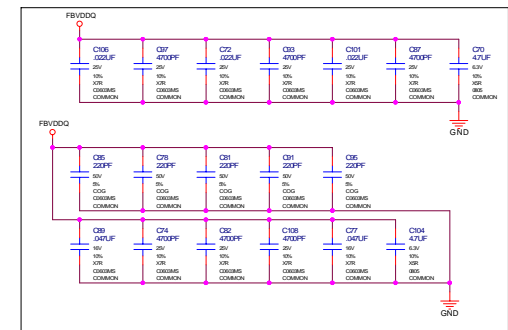 FBVDDQ
C106 C97 C72 C93 C101 C87 C70
.022UF 4700PF .022UF 4700PF .022UF 4700PF 4.7UF
25V 25V 25V 25V 25V 25V 6.3V
10% 10% 10% 10% 10% 10% 10%
X7R X7R X7R X7R X7R X7R X5R
C0603MS C0603MS C0603MS C0603MS C0603MS C0603MS 0805
COMMON COMMON COMMON COMMON COMMON COMMON COMMON
GND
FBVDDQ
C85 C78 C81 C91 C95
220PF 220PF 220PF 220PF 220PF
50V 50V 50V 50V 50V
5% 5% 5% 5% 5%
COG COG COG COG COG
C0603MS C0603MS C0603MS C0603MS C0603MS
COMMON COMMON COMMON COMMON COMMON
C89 C74 C82 C108 C77 C104
.047UF 4700PF 4700PF 4700PF .047UF 4.7UF
16V 25V 25V 25V 16V 6.3V
10% 10% 10% 10% 10% 10%
X7R X7R X7R X7R X7R X5R
C0603MS C0603MS C0603MS C0603MS C0603MS 0805
COMMON COMMON COMMON COMMON COMMON COMMON
GND